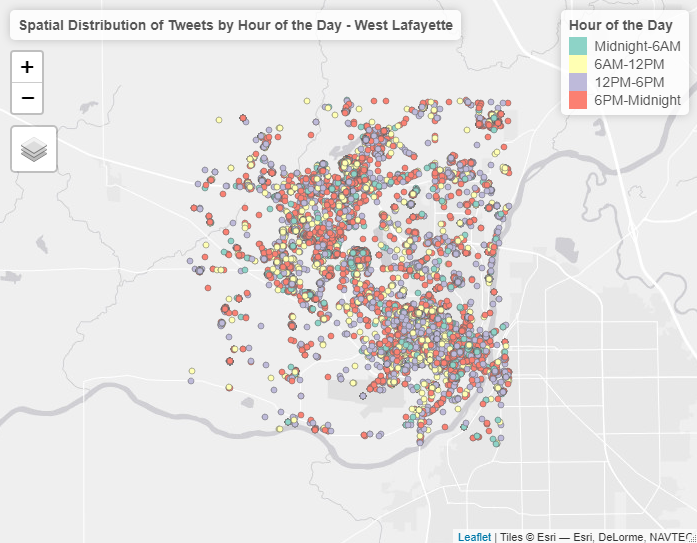 Spatial Distribution of Tweets by Hour of the Day - West Lafayette
Hour of the Day
Midnight-6AM
6AM-12PM
12PM-6PM
6PM-Midnight
+
−
Leaflet | Tiles © Esri — Esri, DeLorme, NAVTEQ